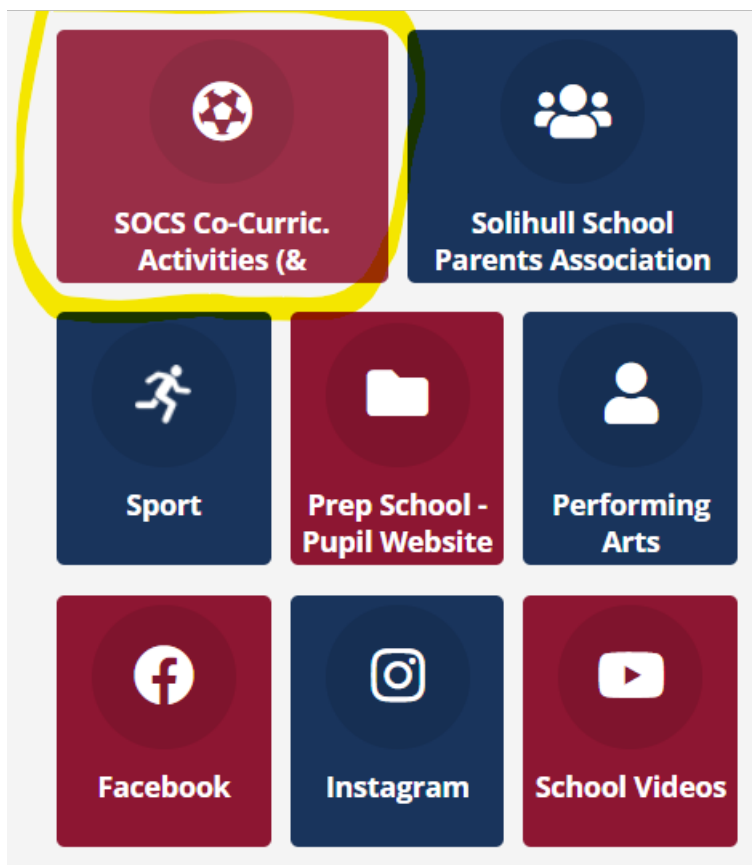 SOCS Co-Curric.
Activities (&
Solihull School
Parents Association
Sport
Prep School -
Pupil Website
Performing
Arts
Facebook
Instagram
School Videos